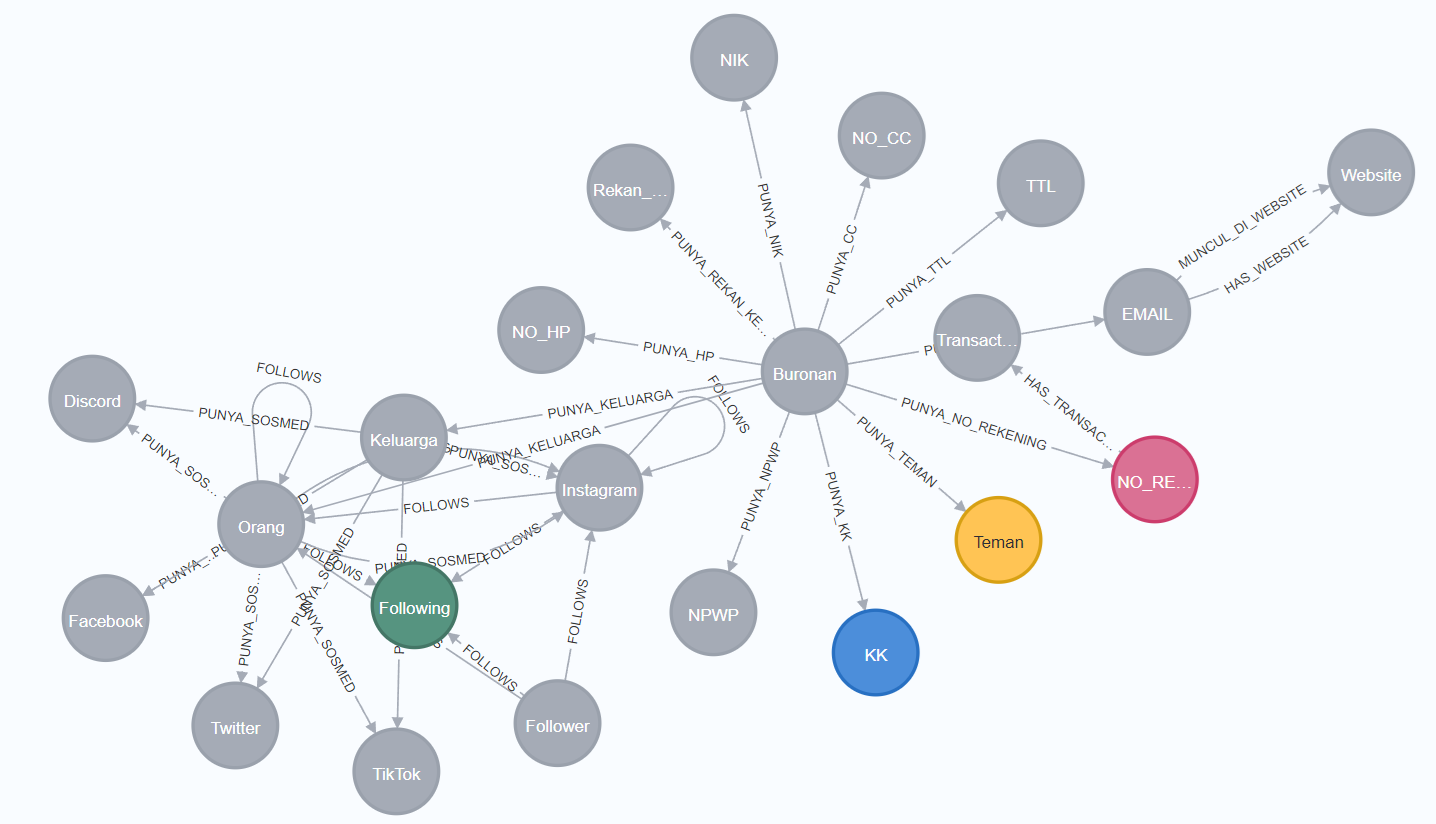 NIK
NO_CC
Rekan_...
TTL
Website
MUNCUL_DI_WEBSITE
HAS_WEBSITE
PUNYA_NIK
PUNYA_CC
PUNYA_TTL
PUNYA_REKAN_KE...
EMAIL
NO_HP
PUNYA_HP
Transact...
Buronan
FOLLOWS
Discord
PUNYA_SOSMED
Keluarga
PUNYA_KELUARGA
FOLLOWS
HAS_TRANSAC...
PUNYA_NO_REKENING
PUNYA_TEMAN
PUNYA_KELUARGA
PUNYA_SOS...
PUNYA_SOS...
Instagram
NO_RE...
PUNYA_NPWP
PUNYA_KK
FOLLOWS
Orang
Teman
PUNYA_...
FOLLOWS
PUNYA_SOSMED
PUNYA_SOSMED
FOLLOWS
Following
Facebook
PUNYA_SOS...
PUNYA_SOSMED
FOLLOWS
FOLLOWS
NPWP
KK
Twitter
Follower
TikTok